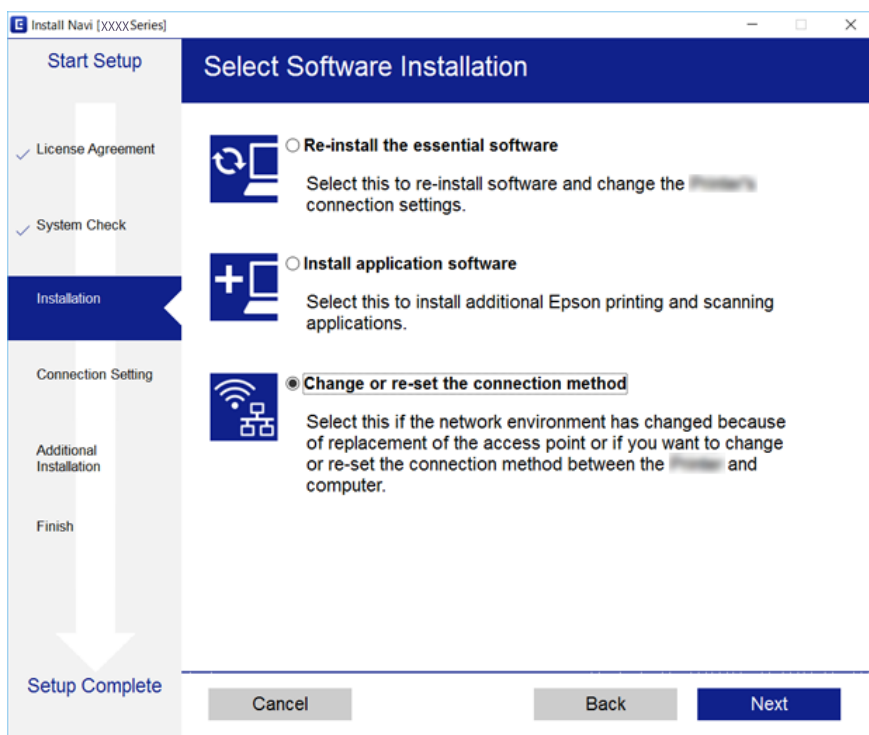 Install Navi [XXXX Series]
Start Setup
License Agreement
System Check
Installation
Connection Setting
Additional
Installation
Finish
Setup Complete
Select Software Installation
Re-install the essential software
Select this to re-install software and change the
connection settings.
Install application software
Select this to install additional Epson printing and scanning
applications.
Change or re-set the connection method
Select this if the network environment has changed because
of replacement of the access point or if you want to change
or re-set the connection method between the and
computer.
Cancel
Back
Next